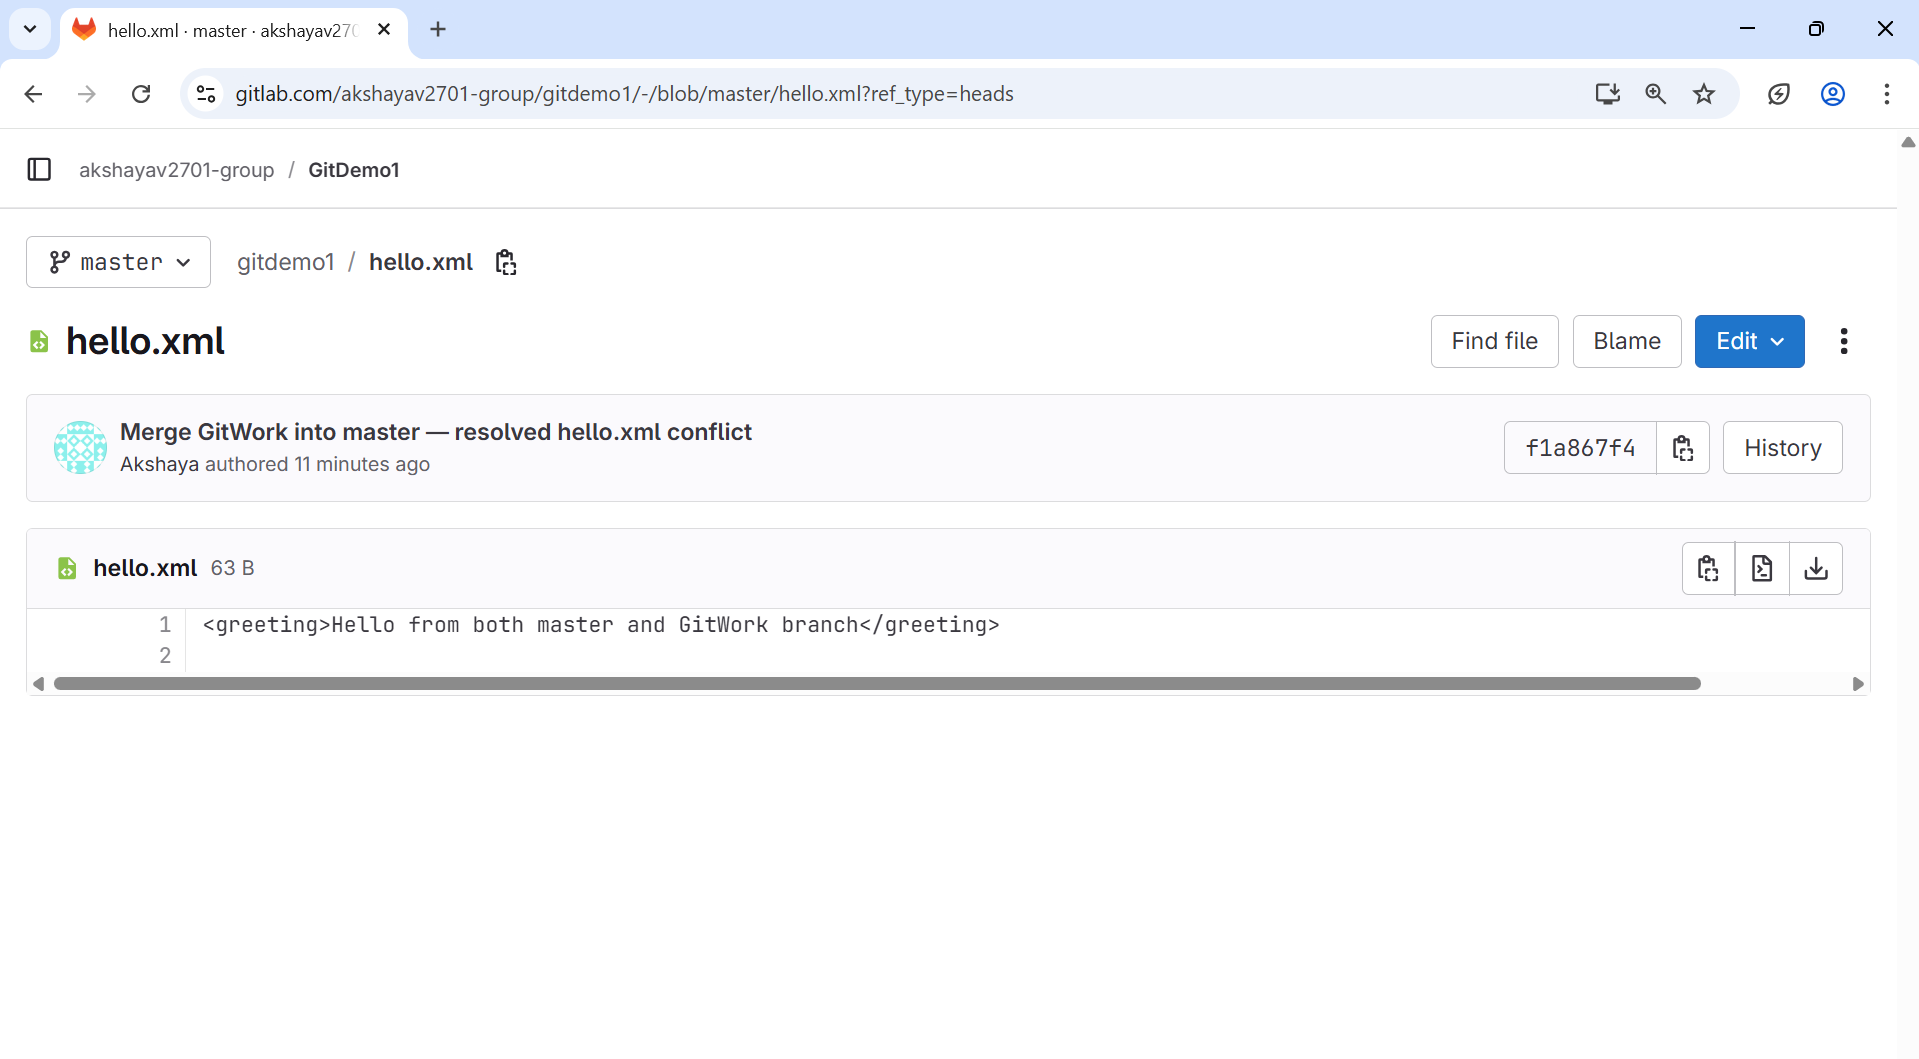 hello.xml · master · akshayav270
gitlab.com/akshayav2701-group/gitdemo1/-/blob/master/hello.xml?ref_type=heads
akshayav2701-group / GitDemo1
master gitdemo1 / hello.xml
hello.xml Find file Blame Edit
Merge GitWork into master — resolved hello.xml conflict
Akshaya authored 11 minutes ago
f1a867f4 History
hello.xml 63 B
1 <greeting>Hello from both master and GitWork branch</greeting>
2